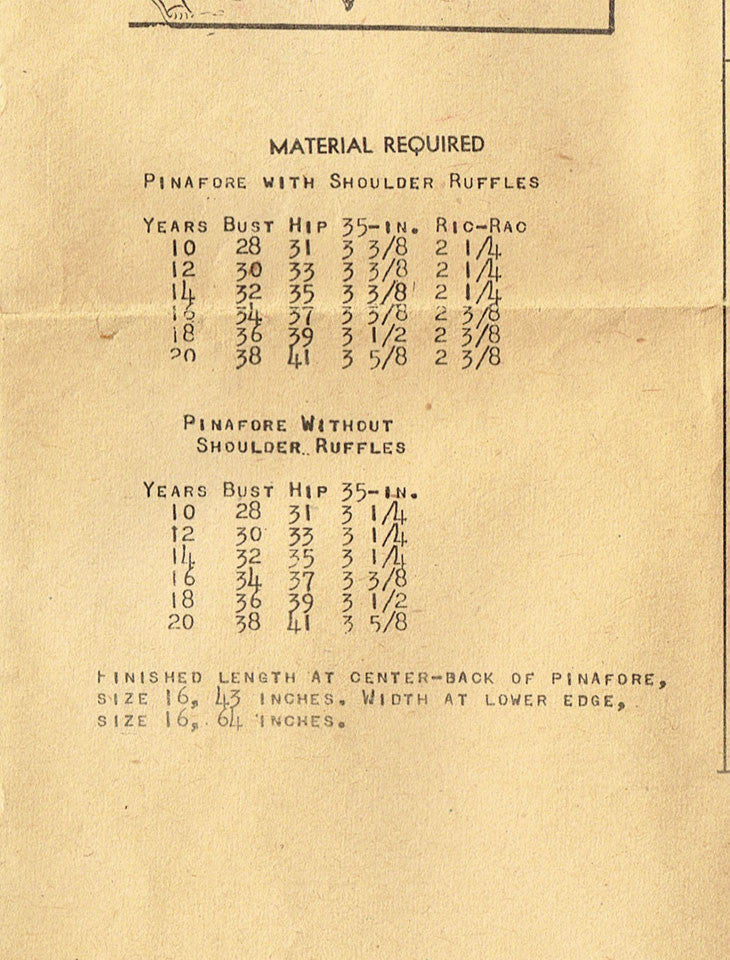 MATERIAL REQUIRED
PINAFORE WITH SHOULDER RUFFLES
YEARS BUST HIP 35-IN. RIC-RAC
10 28 31 3 3/8 2 1/4
12 30 33 3 3/8 2 1/4
14 32 35 3 3/8 2 1/4
16 34 37 3 3/8 2 3/8
18 36 39 3 1/2 2 3/8
20 38 41 3 5/8 2 3/8
PINAFORE WITHOUT
SHOULDER RUFFLES
YEARS BUST HIP 35-IN.
10 28 31 3 1/4
12 30 33 3 1/4
14 32 35 3 1/4
16 34 37 3 3/8
18 36 39 3 1/2
20 38 41 3 5/8
FINISHED LENGTH AT CENTER-BACK OF PINAFORE,
SIZE 16, 43 INCHES. WIDTH AT LOWER EDGE,
SIZE 16, 64 INCHES.